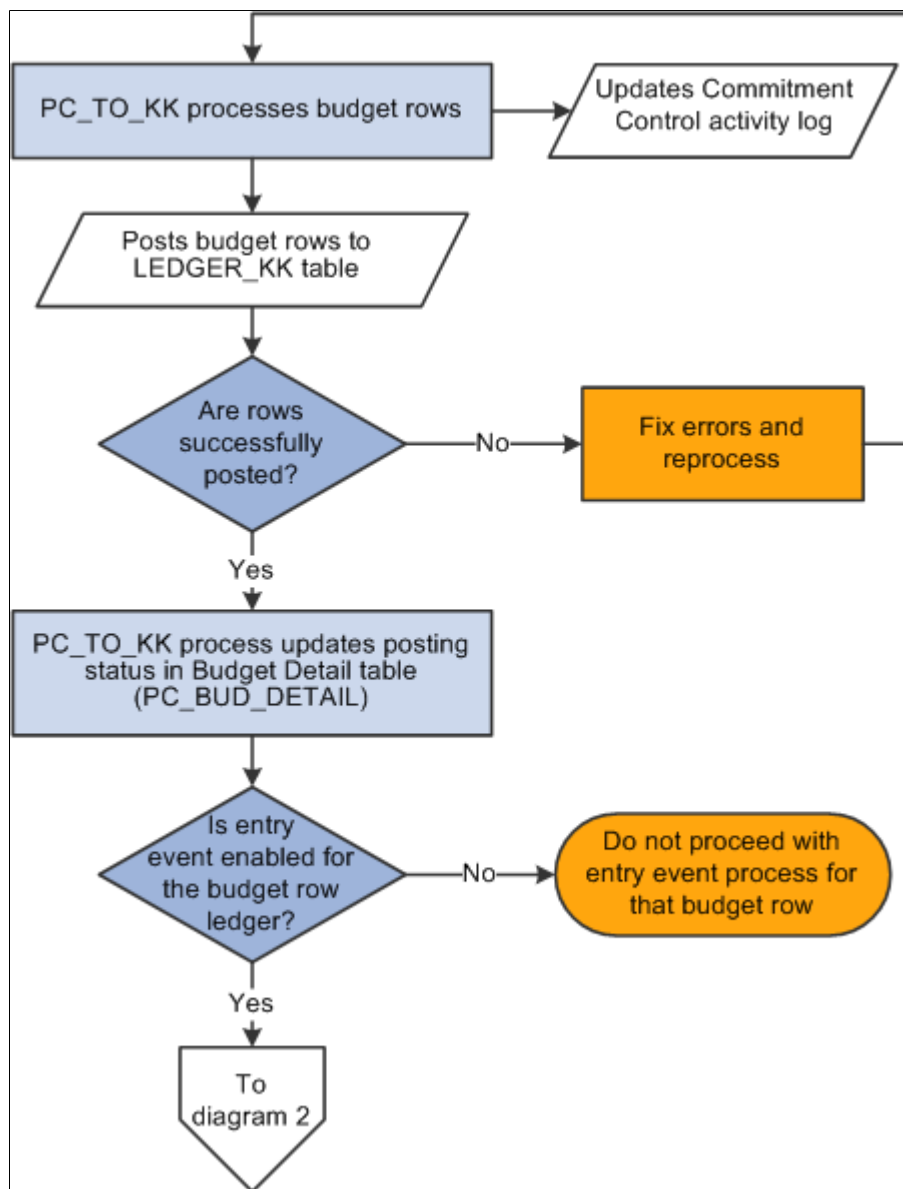 PC_TO_KK processes budget rows
Updates Commitment
Control activity log
Posts budget rows to
LEDGER_KK table
Are rows
successfully
posted?
No
Fix errors and
reprocess
Yes
PC_TO_KK process updates posting
status in Budget Detail table
(PC_BUD_DETAIL)
Is entry
event enabled for
the budget row
ledger?
No
Do not proceed with
entry event process for
that budget row
Yes
To
diagram 2